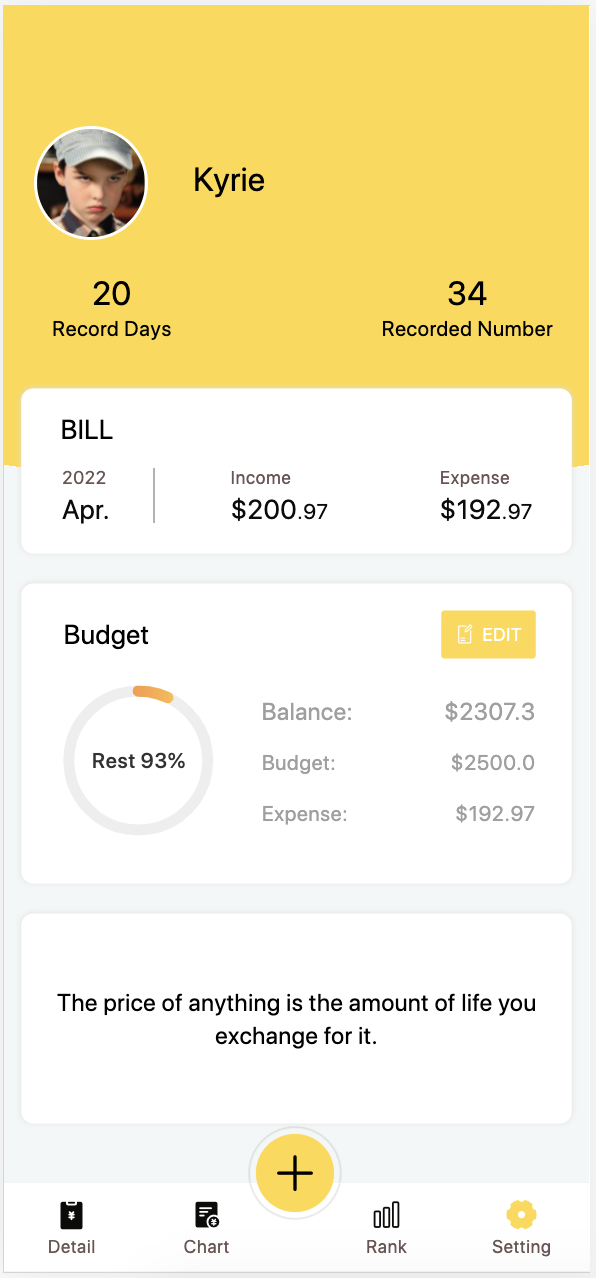 Kyrie
20
34
Record Days
Recorded Number
BILL
2022
Income
Expense
Apr.
$200.97
$192.97
Budget
EDIT
Rest 93%
Balance:
$2307.3
Budget:
$2500.0
Expense:
$192.97
The price of anything is the amount of life you
exchange for it.
Detail
Chart
Rank
Setting